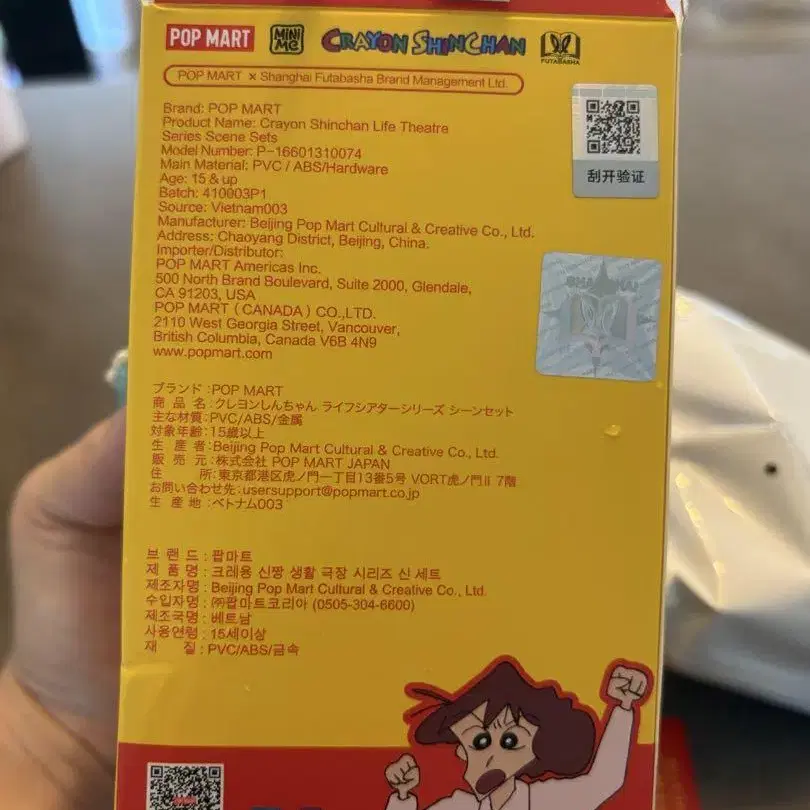 POP MART MINI ME CRAYON SHINCHAN FUTABASHA
POP MART × Shanghai Futabasha Brand Management Ltd.
Brand: POP MART
Product Name: Crayon Shinchan Life Theatre
Series Scene Sets
Model Number: P-16601310074
Main Material: PVC / ABS/Hardware
Age: 15 & up
Batch: 410003P1
Source: Vietnam003
Manufacturer: Beijing Pop Mart Cultural & Creative Co., Ltd.
Address: Chaoyang District, Beijing, China.
Importer/Distributor:
POP MART Americas Inc.
500 North Brand Boulevard, Suite 2000, Glendale,
CA 91203, USA
POP MART ( CANADA ) CO.,LTD.
2110 West Georgia Street, Vancouver,
British Columbia, Canada V6B 4N9
www.popmart.com
刮开验证
ブランド:POP MART
商品名:クレヨンしんちゃん ライフシアターシリーズ シーンセット
主な材質:PVC/ABS/金属
対象年齢:15歳以上
生産者:Beijing Pop Mart Cultural & Creative Co., Ltd.
販売元:株式会社 POP MART JAPAN
住所:東京都港区虎ノ門一丁目13番5号 VORT虎ノ門Ⅱ 7階
お問い合わせ先:usersupport@popmart.co.jp
生産地:ベトナム003
브랜드 : 팝마트
제품명 : 크레용 신짱 생활 극장 시리즈 신 세트
제조자명 : Beijing Pop Mart Cultural & Creative Co., Ltd.
수입자명 : ㈜팝마트코리아 (0505-304-6600)
제조국명 : 베트남
사용연령 : 15세이상
재질 : PVC/ABS/금속